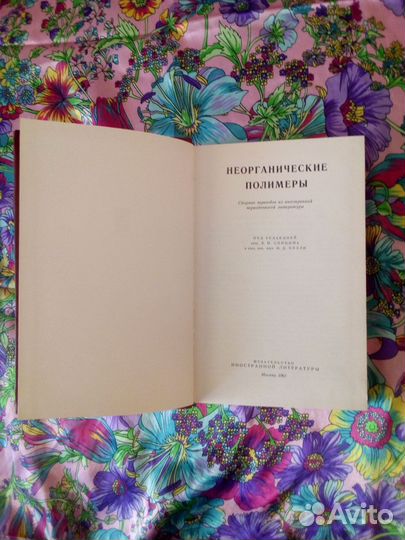 НЕОРГАНИЧЕСКИЕ
ПОЛИМЕРЫ
Сборник переводов из иностранной
периодической литературы
ПОД РЕДАКЦИЕЙ
ИЗДАТЕЛЬСТВО
ИНОСТРАННОЙ ЛИТЕРАТУРЫ
Москва 1961
Avito